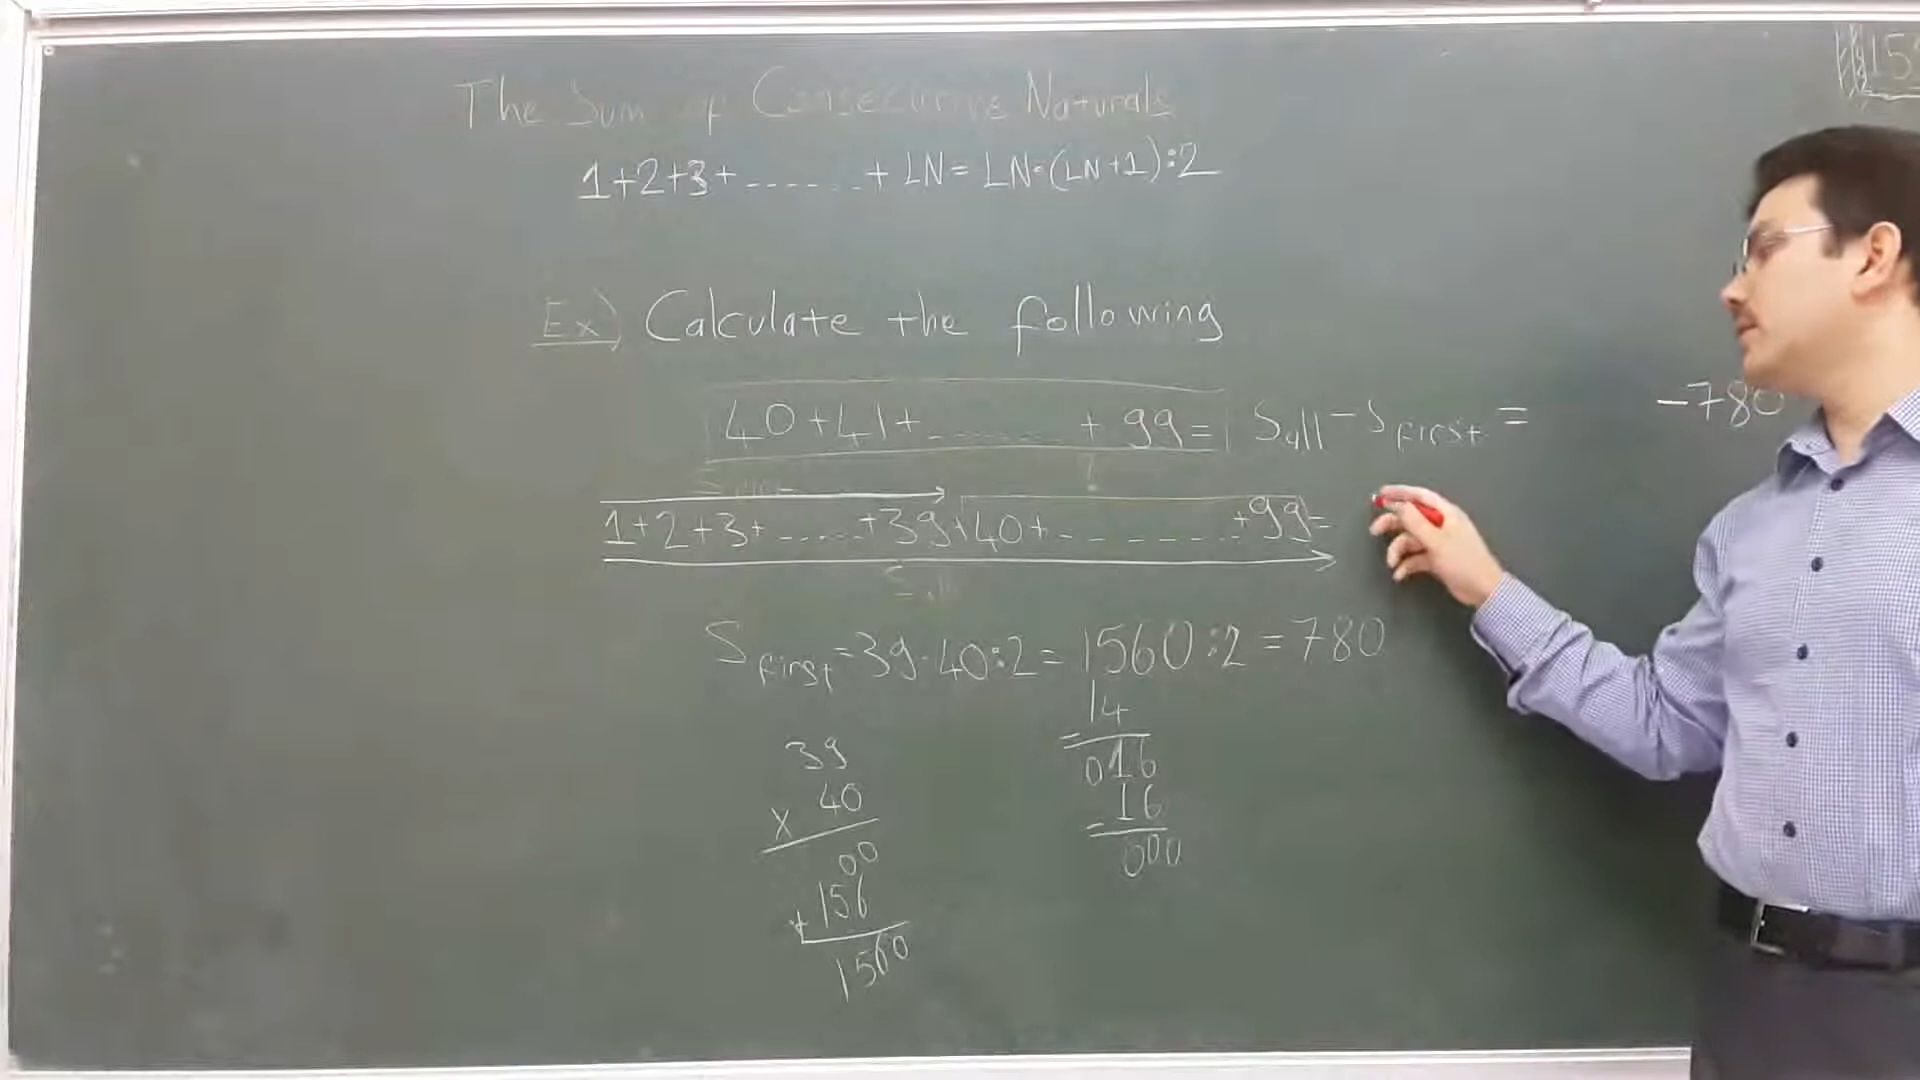 The Sum of Consecutive Naturals
1+2+3+ ...... + LN = LN·(LN+1):2
Ex) Calculate the following
40+41+ ....... + 99 = Sall - Sfirst = -780
1+2+3+ ...... +39+40+ - - - - - - .. +99=
Sall
Sfirst = 39·40:2 = 1560:2 = 780
14
016
16
000
39
x 40
00
+156
1560